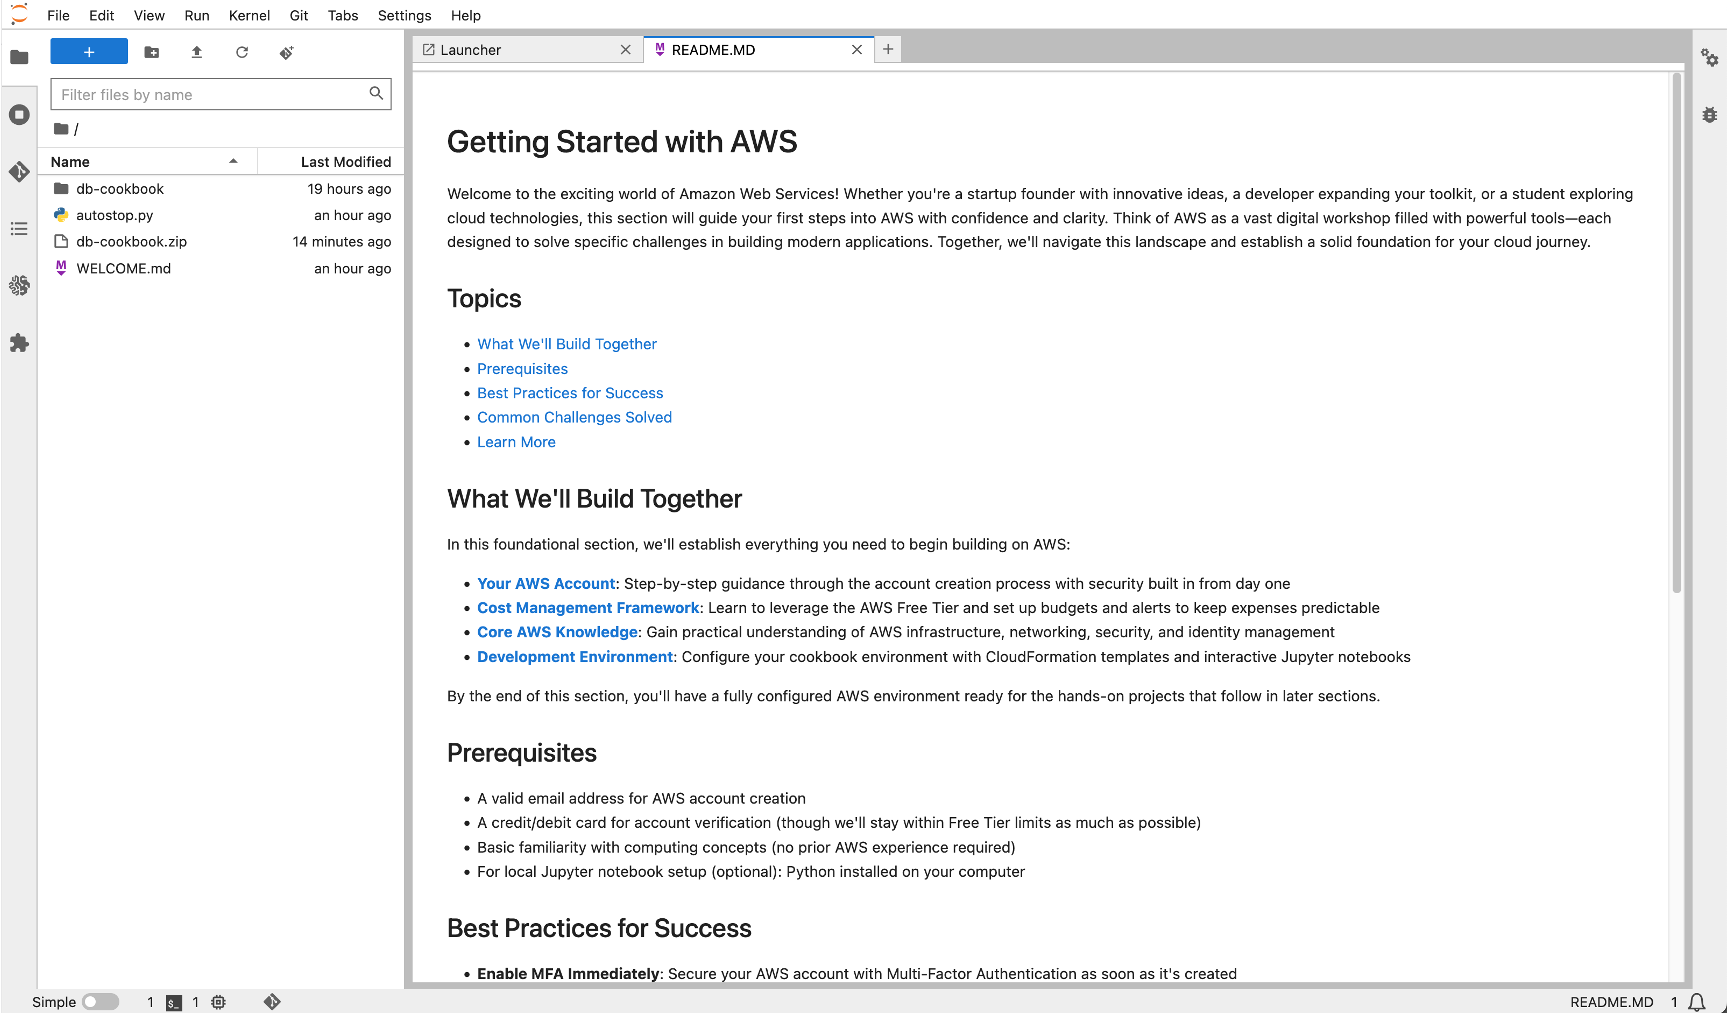 File Edit View Run Kernel Git Tabs Settings Help
+
Filter files by name
/
Name Last Modified
db-cookbook 19 hours ago
autostop.py an hour ago
db-cookbook.zip 14 minutes ago
WELCOME.md an hour ago
Launcher
README.MD
Getting Started with AWS
Welcome to the exciting world of Amazon Web Services! Whether you're a startup founder with innovative ideas, a developer expanding your toolkit, or a student exploring
cloud technologies, this section will guide your first steps into AWS with confidence and clarity. Think of AWS as a vast digital workshop filled with powerful tools—each
designed to solve specific challenges in building modern applications. Together, we'll navigate this landscape and establish a solid foundation for your cloud journey.
Topics
• What We'll Build Together
• Prerequisites
• Best Practices for Success
• Common Challenges Solved
• Learn More
What We'll Build Together
In this foundational section, we'll establish everything you need to begin building on AWS:
• Your AWS Account: Step-by-step guidance through the account creation process with security built in from day one
• Cost Management Framework: Learn to leverage the AWS Free Tier and set up budgets and alerts to keep expenses predictable
• Core AWS Knowledge: Gain practical understanding of AWS infrastructure, networking, security, and identity management
• Development Environment: Configure your cookbook environment with CloudFormation templates and interactive Jupyter notebooks
By the end of this section, you'll have a fully configured AWS environment ready for the hands-on projects that follow in later sections.
Prerequisites
• A valid email address for AWS account creation
• A credit/debit card for account verification (though we'll stay within Free Tier limits as much as possible)
• Basic familiarity with computing concepts (no prior AWS experience required)
• For local Jupyter notebook setup (optional): Python installed on your computer
Best Practices for Success
• Enable MFA Immediately: Secure your AWS account with Multi-Factor Authentication as soon as it's created
Simple 1 1
README.MD 1